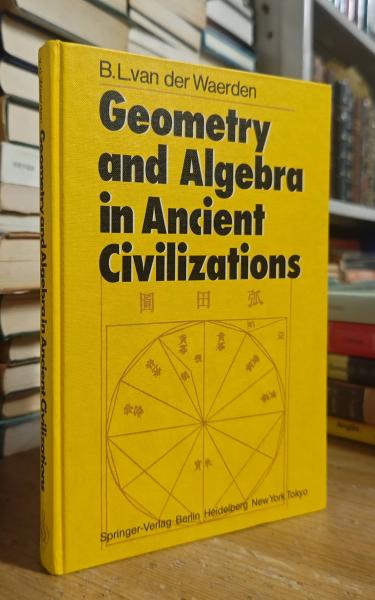 B.L.van der Waerden
Geometry
and Algebra
in Ancient
Civilizations
圓 田 弧
Springer-Verlag Berlin Heidelberg New York Tokyo
Geometry and Algebra in Ancient Civilizations